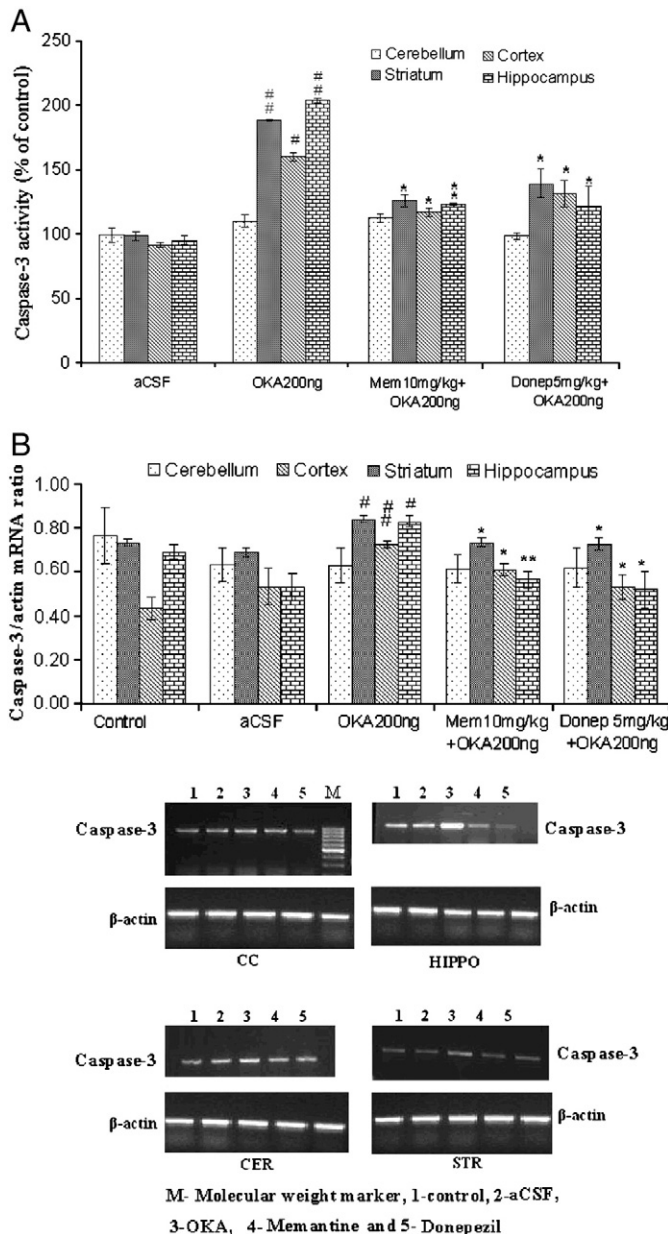 A
Cerebellum Cortex
Striatum Hippocampus
Caspase-3 activity (% of control)
250
200
150
100
50
0
# #
#
# #
*
*
* *
*
*
*
aCSF
OKA200ng
Mem10mg/kg+
OKA200ng
Donep5mg/kg+
OKA200ng
B
Cerebellum Cortex Striatum Hippocampus
Caspase-3/actin mRNA ratio
1.00
0.80
0.60
0.40
0.20
0.00
#
# #
#
*
*
**
*
*
*
Control
aCSF
OKA200ng
Mem10mg/kg
+OKA200ng
Donep 5mg/kg
+OKA200ng
1 2 3 4 5 M
Caspase-3
β-actin
CC
1 2 3 4 5
Caspase-3
β-actin
HIPPO
1 2 3 4 5
Caspase-3
β-actin
CER
1 2 3 4 5
Caspase-3
β-actin
STR
M- Molecular weight marker, 1-control, 2-aCSF,
3-OKA, 4- Memantine and 5- Donepezil